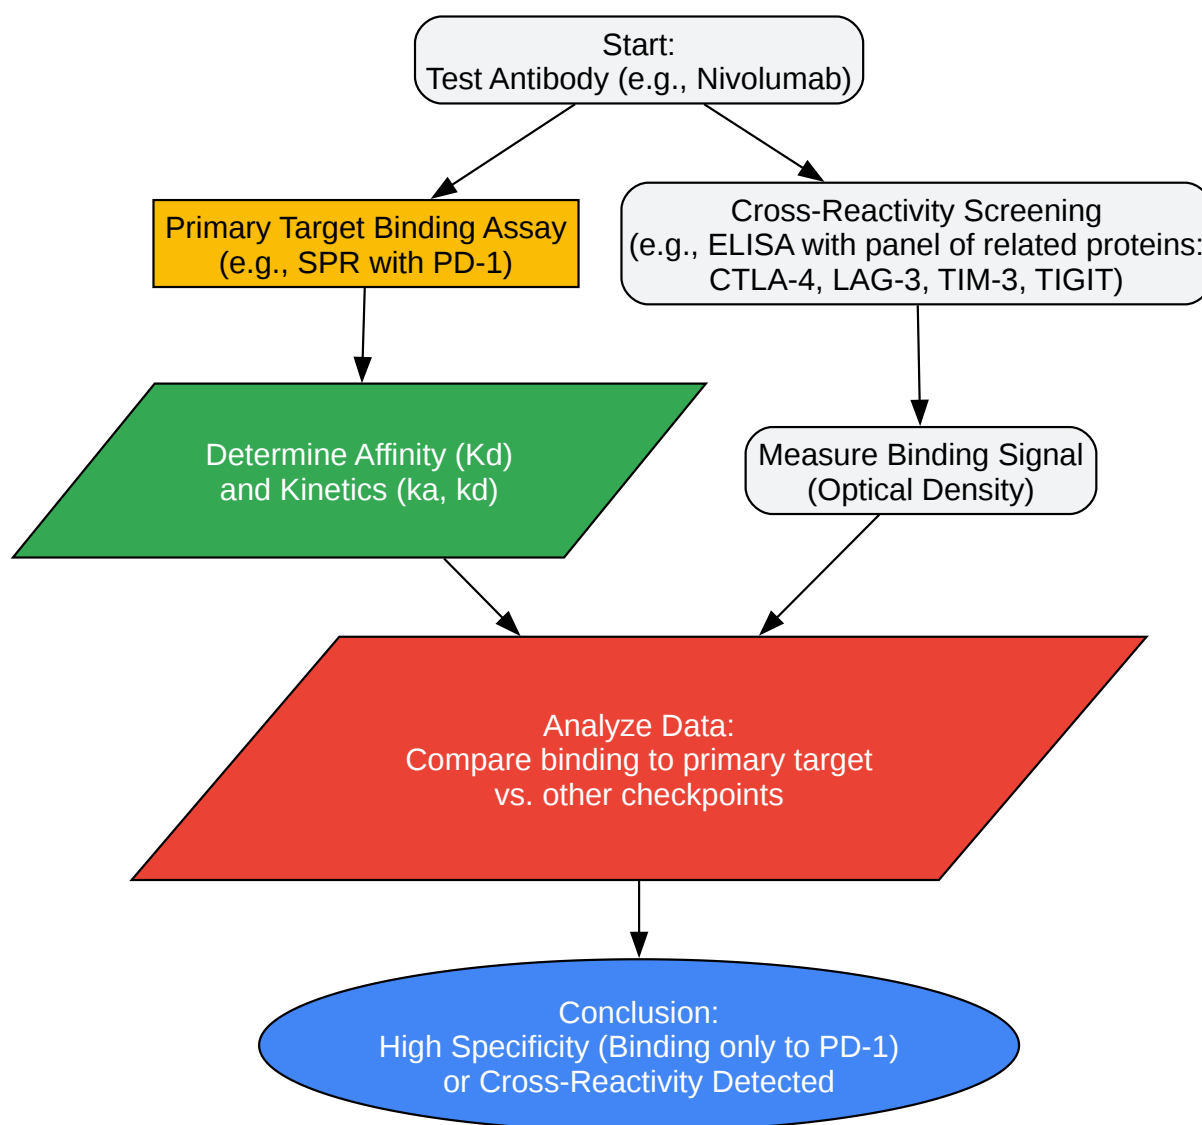 Start:
Test Antibody (e.g., Nivolumab)
Primary Target Binding Assay
(e.g., SPR with PD-1)
Cross-Reactivity Screening
(e.g., ELISA with panel of related proteins:
CTLA-4, LAG-3, TIM-3, TIGIT)
Determine Affinity (Kd)
and Kinetics (ka, kd)
Measure Binding Signal
(Optical Density)
Analyze Data:
Compare binding to primary target
vs. other checkpoints
Conclusion:
High Specificity (Binding only to PD-1)
or Cross-Reactivity Detected